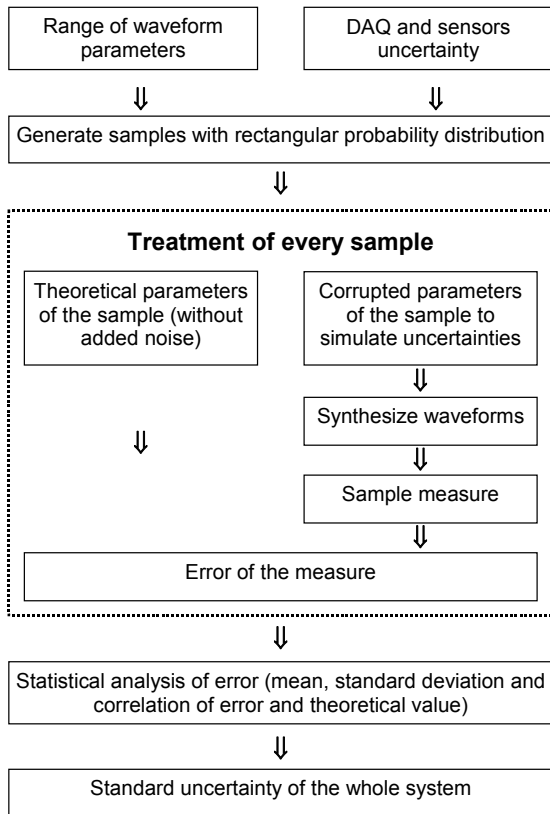 Range of waveform
parameters
DAQ and sensors
uncertainty
Generate samples with rectangular probability distribution
Treatment of every sample
Theoretical parameters
of the sample (without
added noise)
Corrupted parameters
of the sample to
simulate uncertainties
Synthesize waveforms
Sample measure
Error of the measure
Statistical analysis of error (mean, standard deviation and
correlation of error and theoretical value)
Standard uncertainty of the whole system